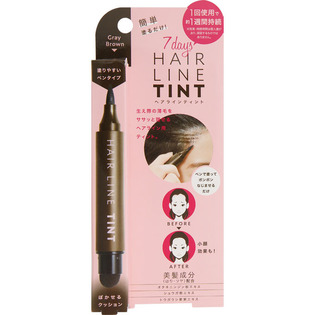 Gray
Brown
塗りやすい
ペンタイプ
HAIR LINE TINT
ぼかせる
クッション
簡単
塗るだけ!
1回使用で
約1週間持続
7days
HAIR
LINE
TINT
ヘアラインティント
生え際の薄毛を
ササッと
ヘアライン用
ティント。
ペンで塗って
ポンポン
なじませるだけ
BEFORE
AFTER
小顔
効果も!
美髪成分